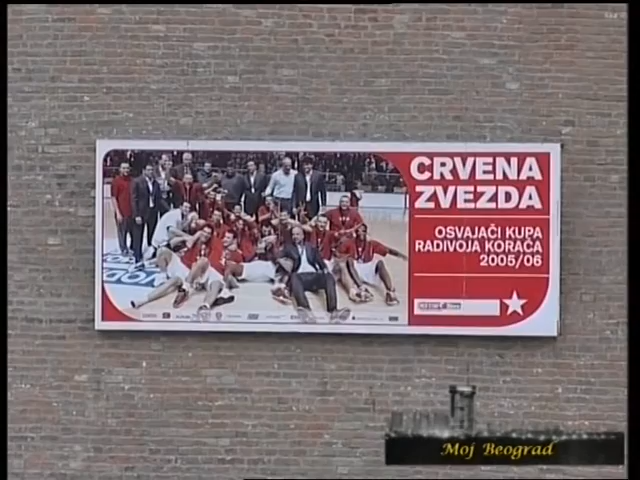 CRVENA
ZVEZDA
OSVAJAČI KUPA
RADIVOJA KORAĆA
2005/06
Moj Beograd